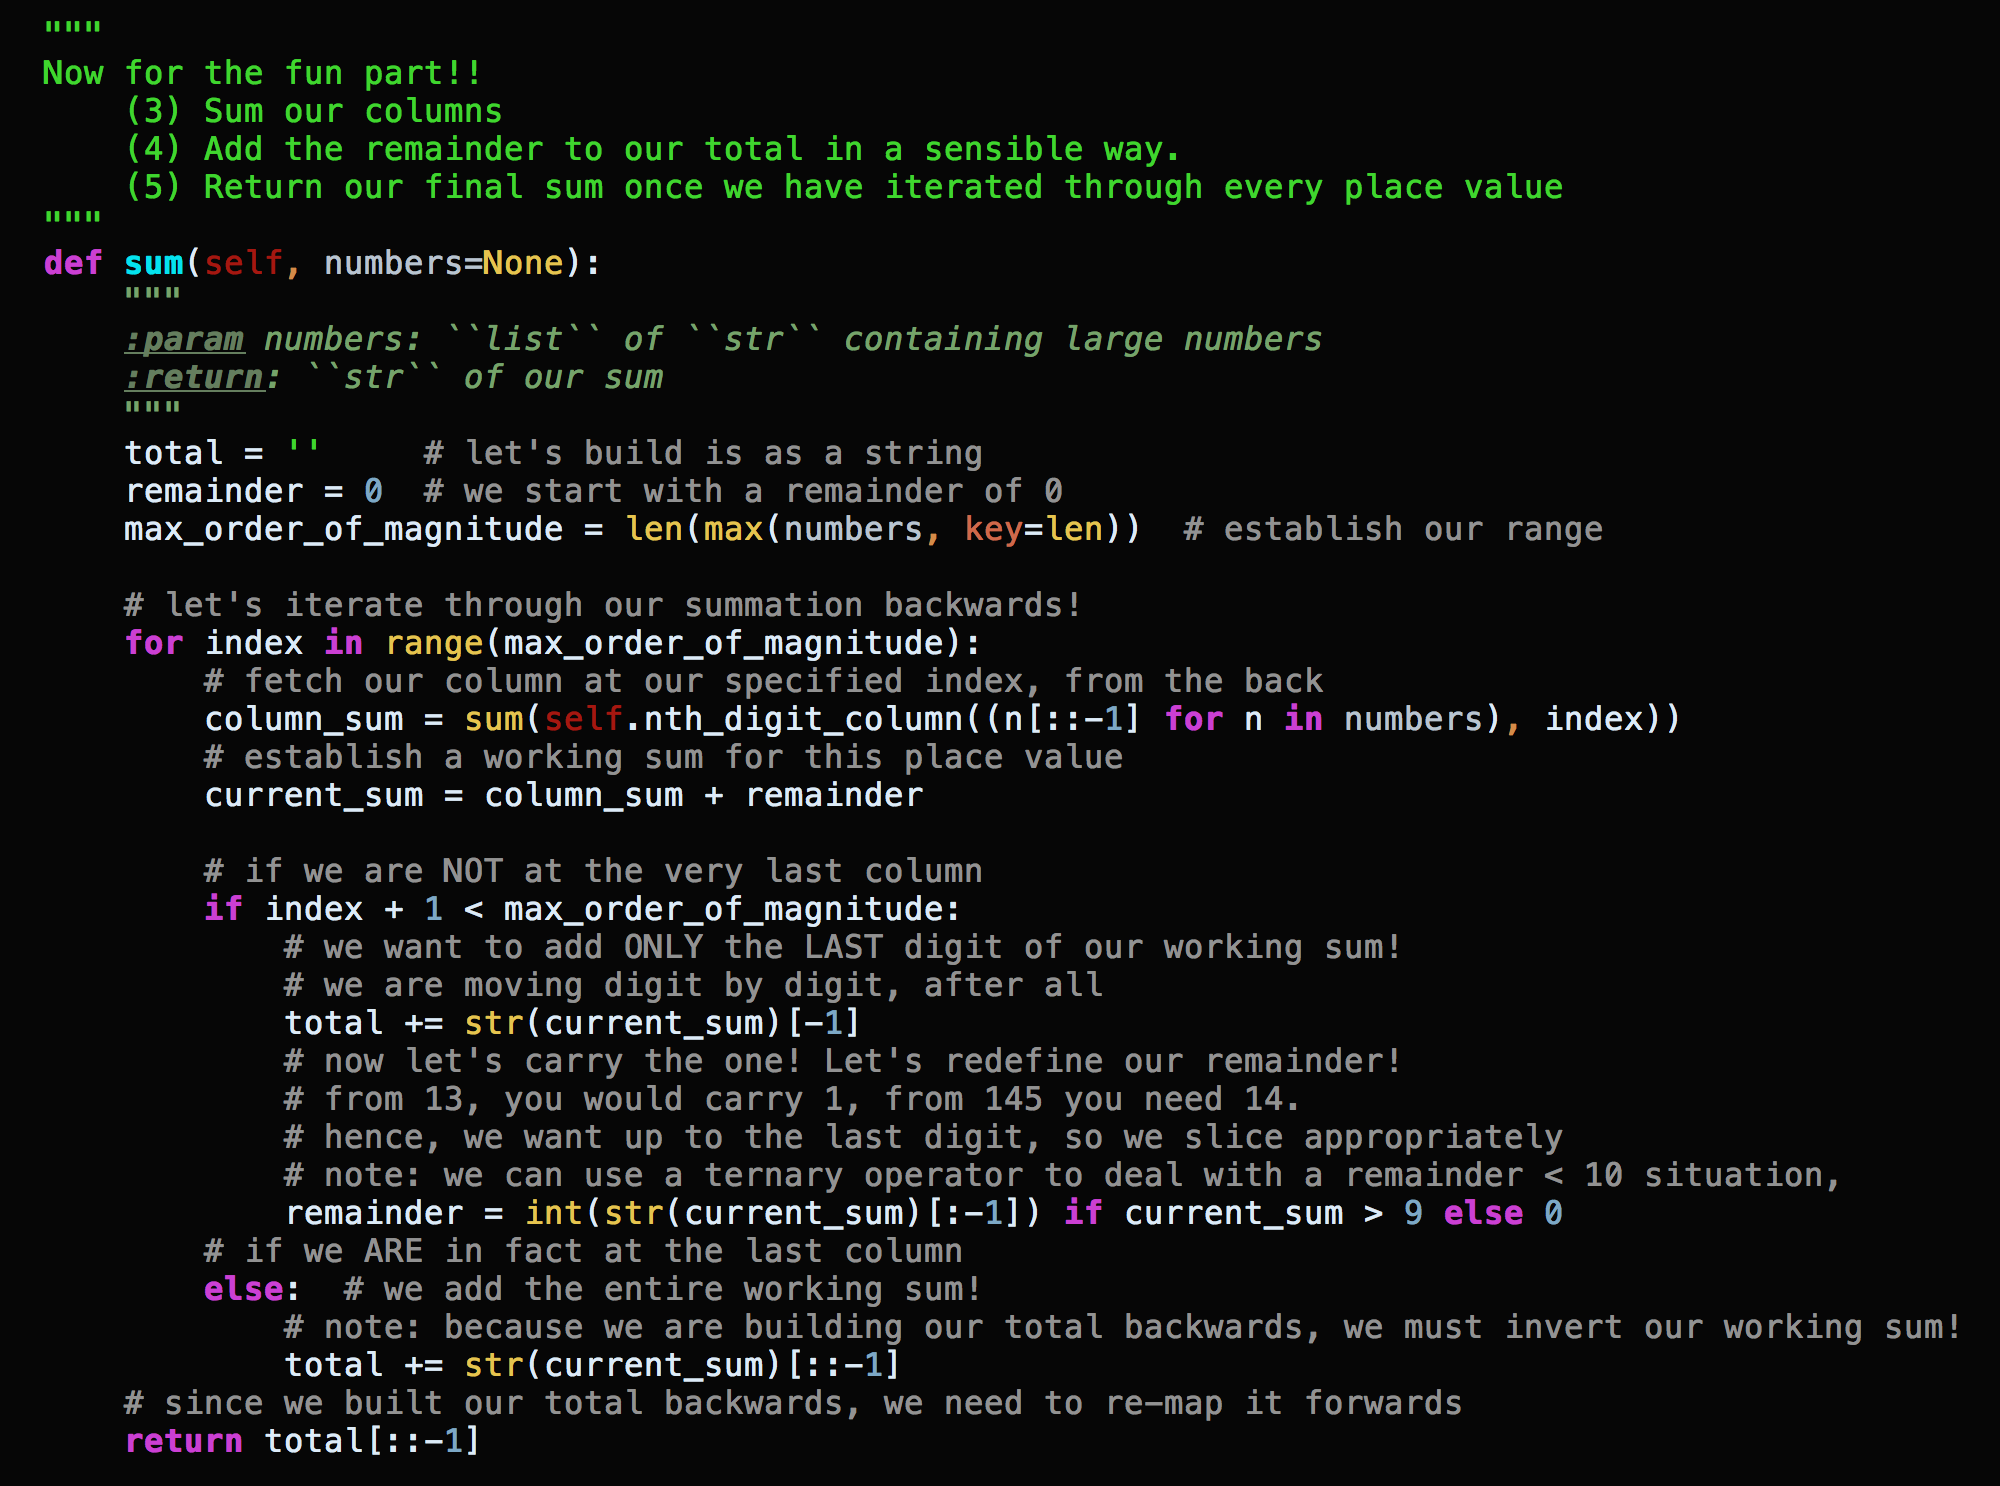 """
Now for the fun part!!
    (3) Sum our columns
    (4) Add the remainder to our total in a sensible way.
    (5) Return our final sum once we have iterated through every place value
"""
def sum(self, numbers=None):
    """
    :param numbers: ``list`` of ``str`` containing large numbers
    :return: ``str`` of our sum
    """
    total = ''     # let's build is as a string
    remainder = 0  # we start with a remainder of 0
    max_order_of_magnitude = len(max(numbers, key=len))  # establish our range

    # let's iterate through our summation backwards!
    for index in range(max_order_of_magnitude):
        # fetch our column at our specified index, from the back
        column_sum = sum(self.nth_digit_column((n[::-1] for n in numbers), index))
        # establish a working sum for this place value
        current_sum = column_sum + remainder

        # if we are NOT at the very last column
        if index + 1 < max_order_of_magnitude:
            # we want to add ONLY the LAST digit of our working sum!
            # we are moving digit by digit, after all
            total += str(current_sum)[-1]
            # now let's carry the one! Let's redefine our remainder!
            # from 13, you would carry 1, from 145 you need 14.
            # hence, we want up to the last digit, so we slice appropriately
            # note: we can use a ternary operator to deal with a remainder < 10 situation,
            remainder = int(str(current_sum)[:-1]) if current_sum > 9 else 0
        # if we ARE in fact at the last column
        else:  # we add the entire working sum!
            # note: because we are building our total backwards, we must invert our working sum!
            total += str(current_sum)[::-1]
    # since we built our total backwards, we need to re-map it forwards
    return total[::-1]